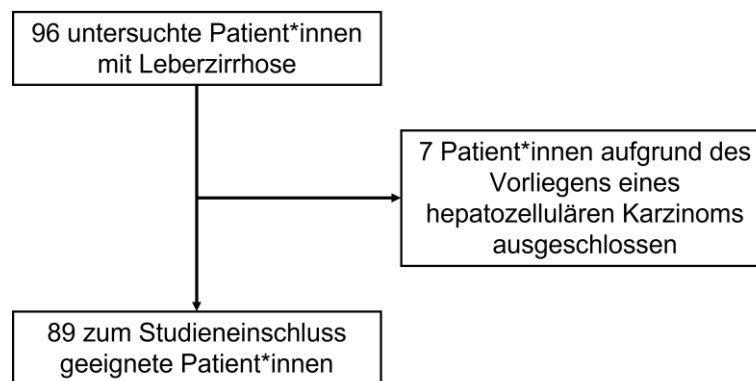 96 untersuchte Patient*innen
mit Leberzirrhose
7 Patient*innen aufgrund des
Vorliegens eines
hepatozellulären Karzinoms
ausgeschlossen
89 zum Studieneinschluss
geeignete Patient*innen